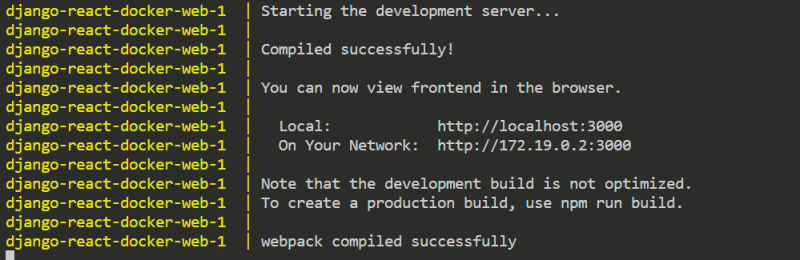 django-react-docker-web-1  | Starting the development server...
django-react-docker-web-1  |
django-react-docker-web-1  | Compiled successfully!
django-react-docker-web-1  |
django-react-docker-web-1  | You can now view frontend in the browser.
django-react-docker-web-1  |
django-react-docker-web-1  |   Local:            http://localhost:3000
django-react-docker-web-1  |   On Your Network:  http://172.19.0.2:3000
django-react-docker-web-1  |
django-react-docker-web-1  | Note that the development build is not optimized.
django-react-docker-web-1  | To create a production build, use npm run build.
django-react-docker-web-1  |
django-react-docker-web-1  | webpack compiled successfully